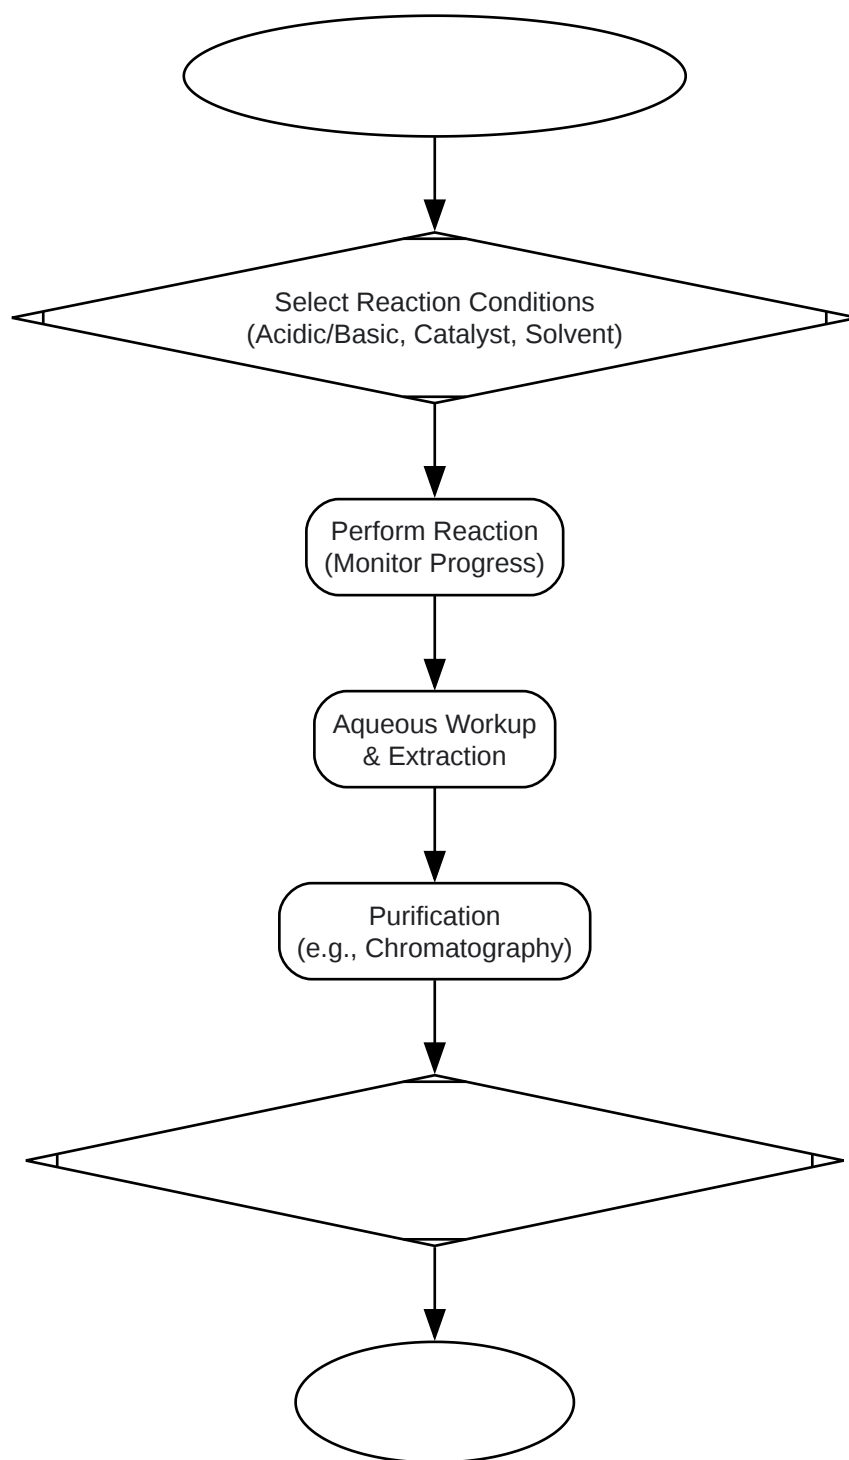 Select Reaction Conditions
(Acidic/Basic, Catalyst, Solvent)
Perform Reaction
(Monitor Progress)
Aqueous Workup
& Extraction
Purification
(e.g., Chromatography)